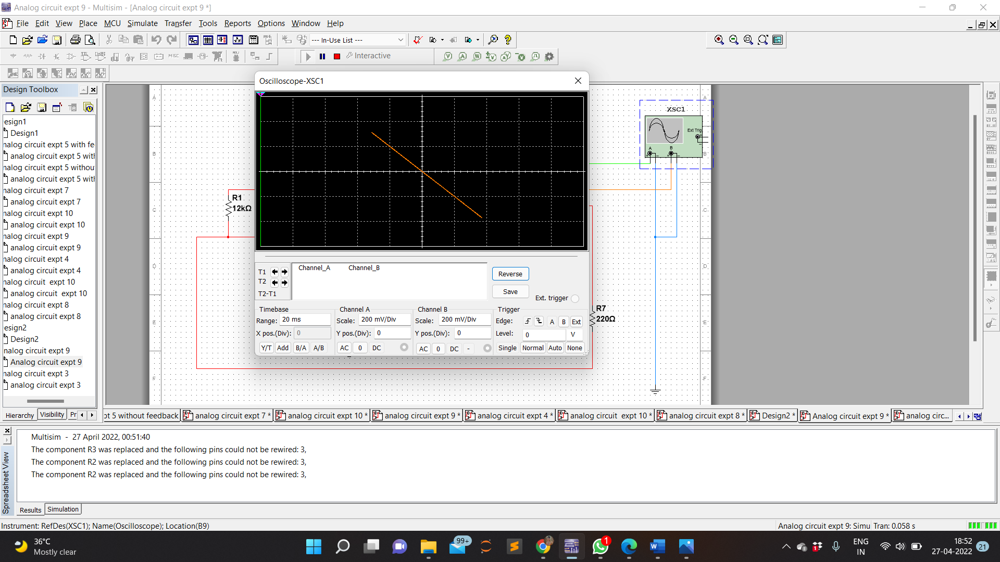 Analog circuit expt 9 - Multisim - [Analog circuit expt 9 *]
File Edit View Place MCU Simulate Transfer Tools Reports Options Window Help
--- In-Use List ---
MISC
Interactive
Design Toolbox
esign1
Design1
nalog circuit expt 5 with fe
analog circuit expt 5 with
nalog circuit expt 5 withou
analog circuit expt 5 with
nalog circuit expt 7
analog circuit expt 7
nalog circuit expt 10
analog circuit expt 10
nalog circuit expt 9
analog circuit expt 9
nalog circuit expt 4
analog circuit expt 4
nalog circuit  expt 10
analog circuit  expt 10
nalog circuit expt 8
analog circuit expt 8
esign2
Design2
nalog circuit expt 9
Analog circuit expt 9
nalog circuit expt 3
analog circuit expt 3
Hierarchy Visibility Pr
A
B
C
D
E
F
R1
12kΩ
Oscilloscope-XSC1
T1
T2
T2-T1
Channel_A Channel_B
Reverse
Save
Ext. trigger
Timebase Channel A Channel B Trigger
Range: 20 ms Scale: 200 mV/Div Scale: 200 mV/Div Edge: A B Ext
X pos.(Div): 0 Y pos.(Div): 0 Y pos.(Div): 0 Level: 0 V
Y/T Add B/A A/B AC 0 DC AC 0 DC - Single Normal Auto None
XSC1
Ext Trig
A B
R7
220Ω
A
B
C
D
E
F
pt 5 without feedback analog circuit expt 7 * analog circuit expt 10 * analog circuit expt 9 * analog circuit expt 4 * analog circuit  expt 10 * analog circuit expt 8 * Design2 * Analog circuit expt 9 * analog circ...
Spreadsheet View
Multisim  -  27 April 2022, 00:51:40
The component R3 was replaced and the following pins could not be rewired: 3,
The component R2 was replaced and the following pins could not be rewired: 3,
The component R2 was replaced and the following pins could not be rewired: 3,
Results Simulation
Instrument: RefDes(XSC1); Name(Oscilloscope); Location(B9)
Analog circuit expt 9: Simu Tran: 0.058 s
36°C
Mostly clear
99+
1
1
ENG
IN
18:52
27-04-2022
21